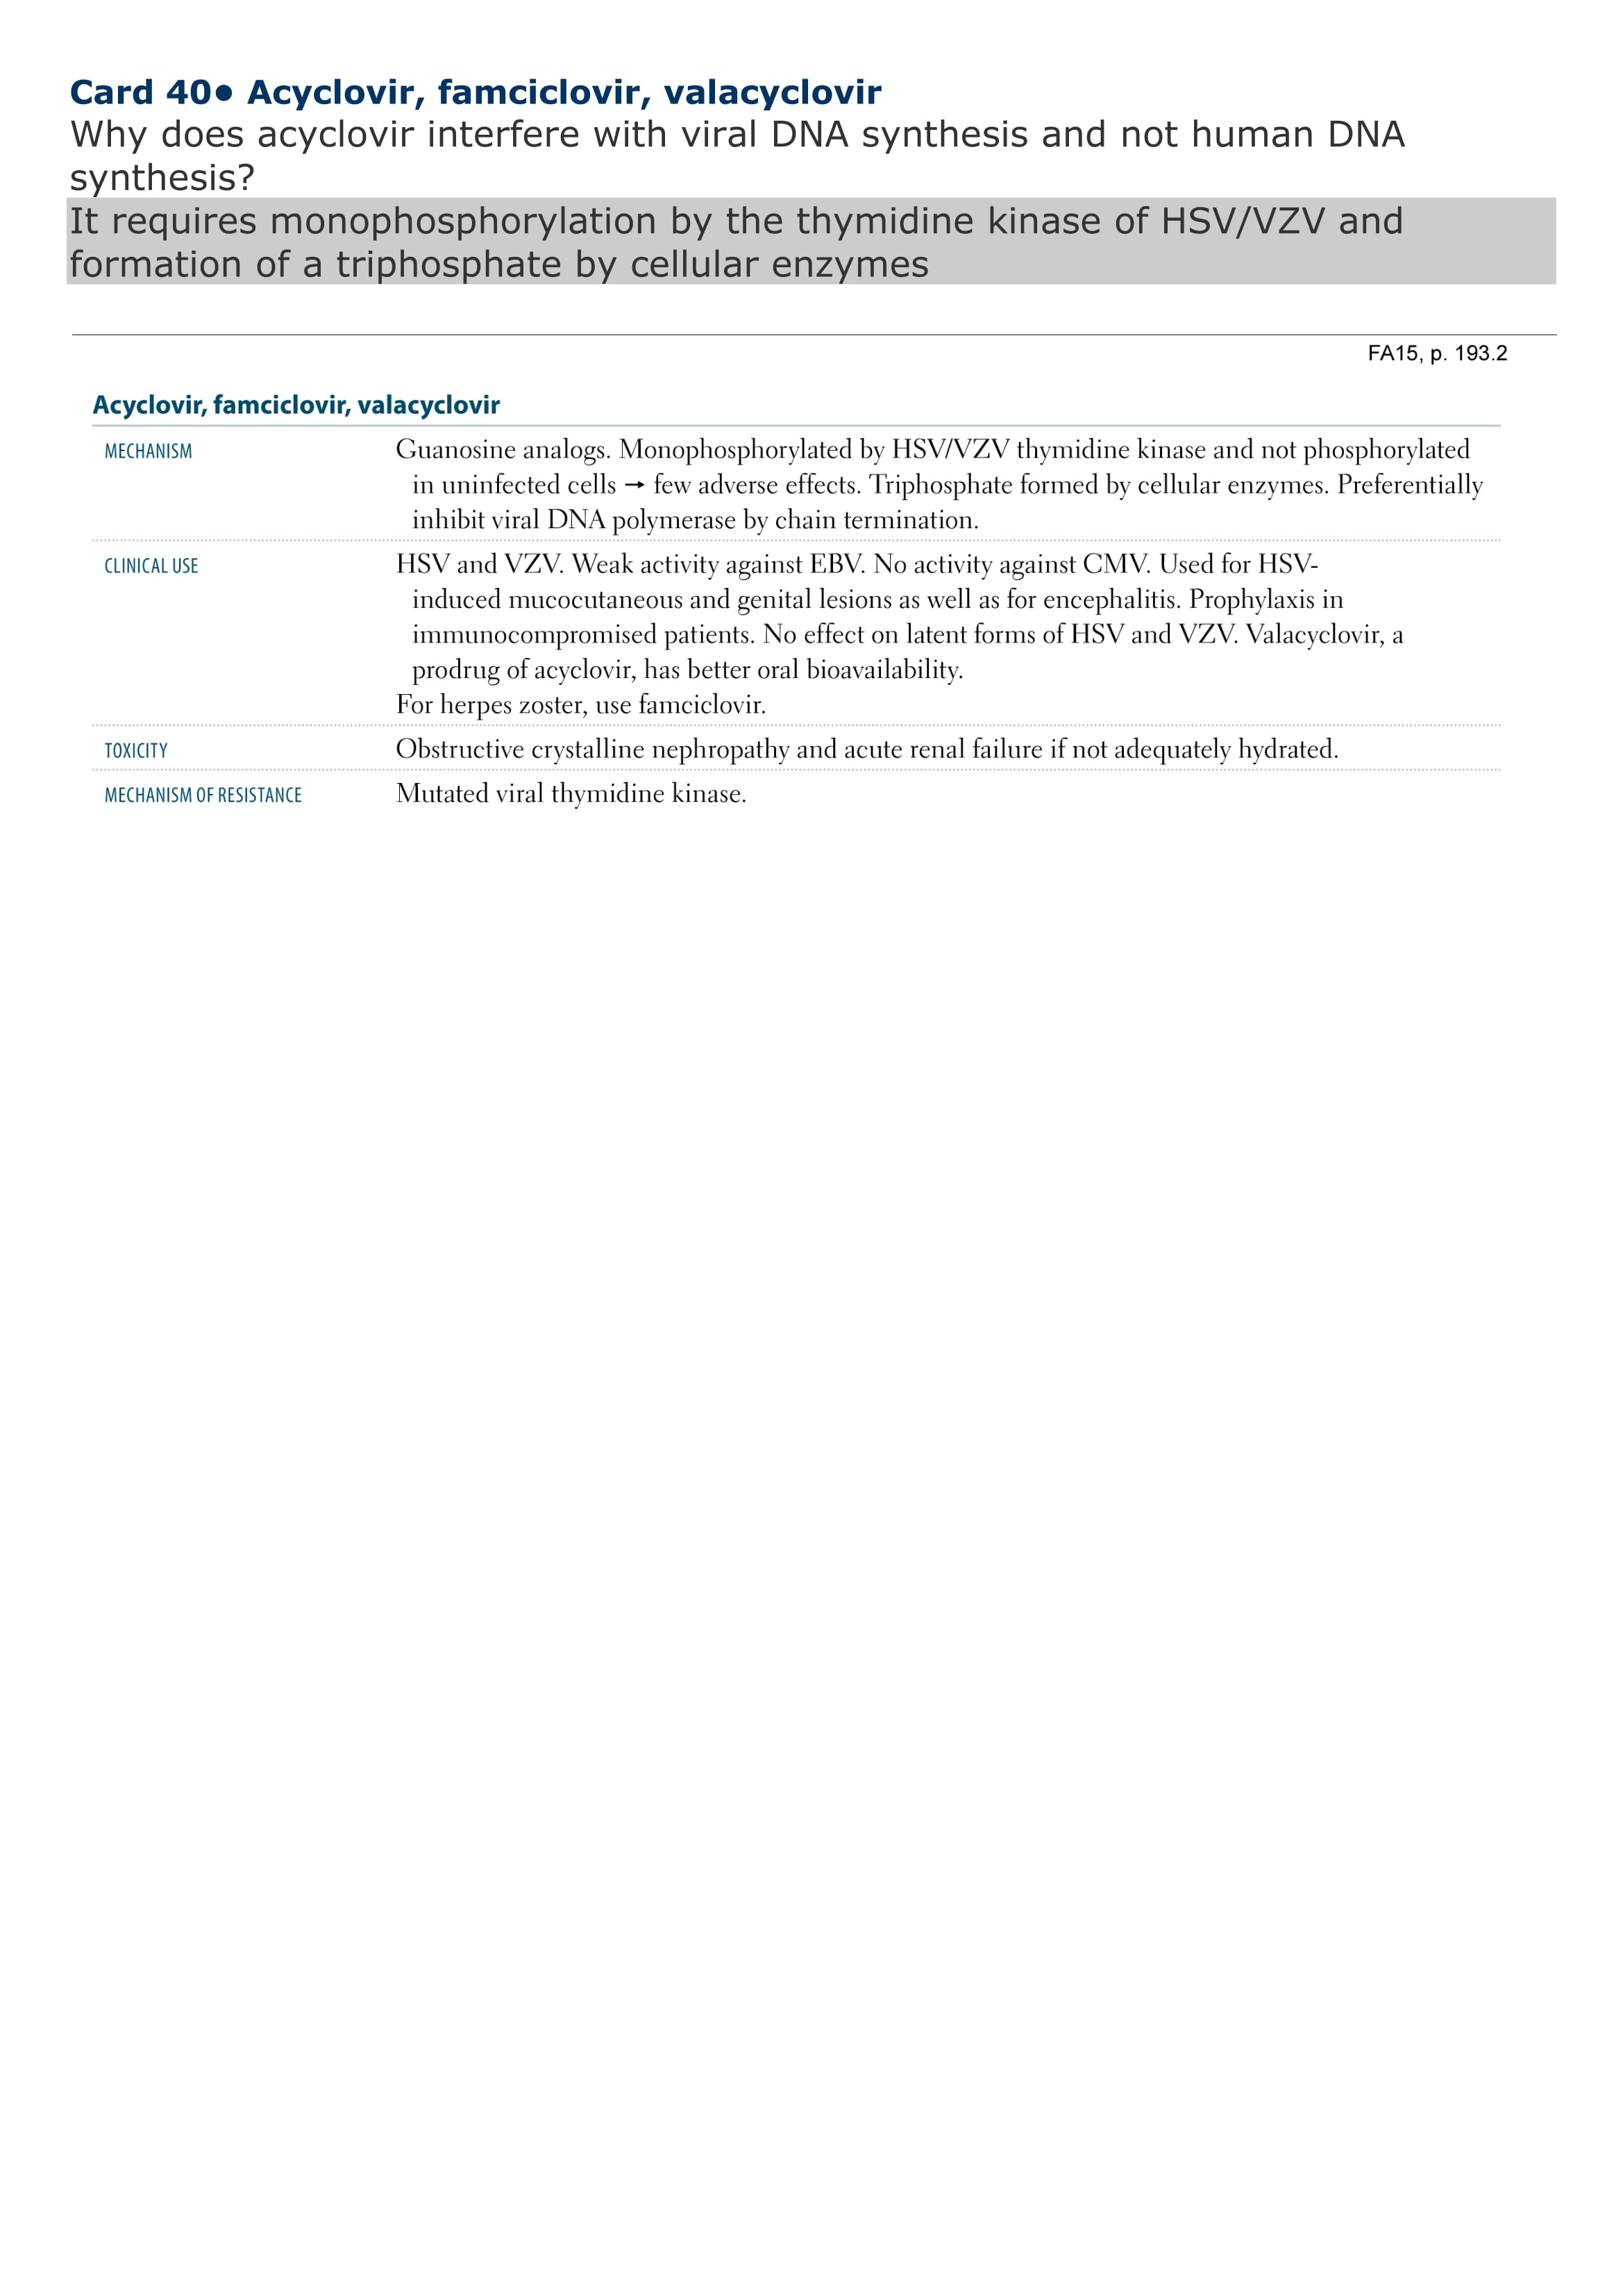 Card 40● Acyclovir, famciclovir, valacyclovir
Why does acyclovir interfere with viral DNA synthesis and not human DNA
synthesis?
It requires monophosphorylation by the thymidine kinase of HSV/VZV and
formation of a triphosphate by cellular enzymes
FA15, p. 193.2
Acyclovir, famciclovir, valacyclovir
MECHANISM
Guanosine analogs. Monophosphorylated by HSV/VZV thymidine kinase and not phosphorylated
in uninfected cells → few adverse effects. Triphosphate formed by cellular enzymes. Preferentially
inhibit viral DNA polymerase by chain termination.
CLINICAL USE
HSV and VZV. Weak activity against EBV. No activity against CMV. Used for HSV-
induced mucocutaneous and genital lesions as well as for encephalitis. Prophylaxis in
immunocompromised patients. No effect on latent forms of HSV and VZV. Valacyclovir, a
prodrug of acyclovir, has better oral bioavailability.
For herpes zoster, use famciclovir.
TOXICITY
Obstructive crystalline nephropathy and acute renal failure if not adequately hydrated.
MECHANISM OF RESISTANCE
Mutated viral thymidine kinase.